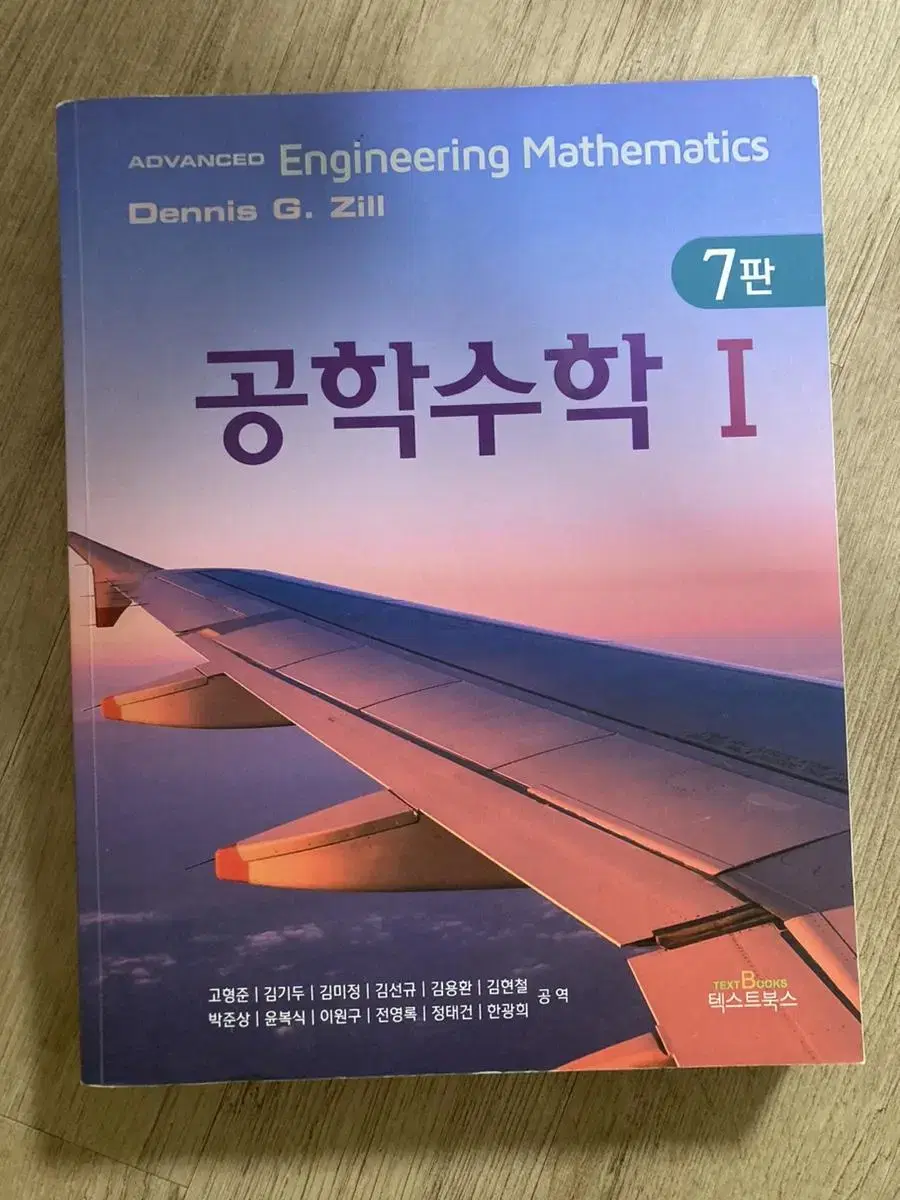 ADVANCED Engineering Mathematics
Dennis G. Zill
7판
공학수학 I
고형준 | 김기두 | 김미정 | 김선규 | 김용환 | 김현철
박준상 | 윤복식 | 이원구 | 전영록 | 정태건 | 한광희
공 역
TEXTBOOKS
텍스트북스